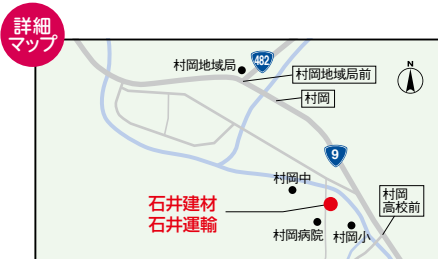 詳細
マップ
482
村岡地域局
村岡地域局前
N
村岡
9
村岡中
村岡
高校前
石井建材
石井運輸
村岡病院
村岡小